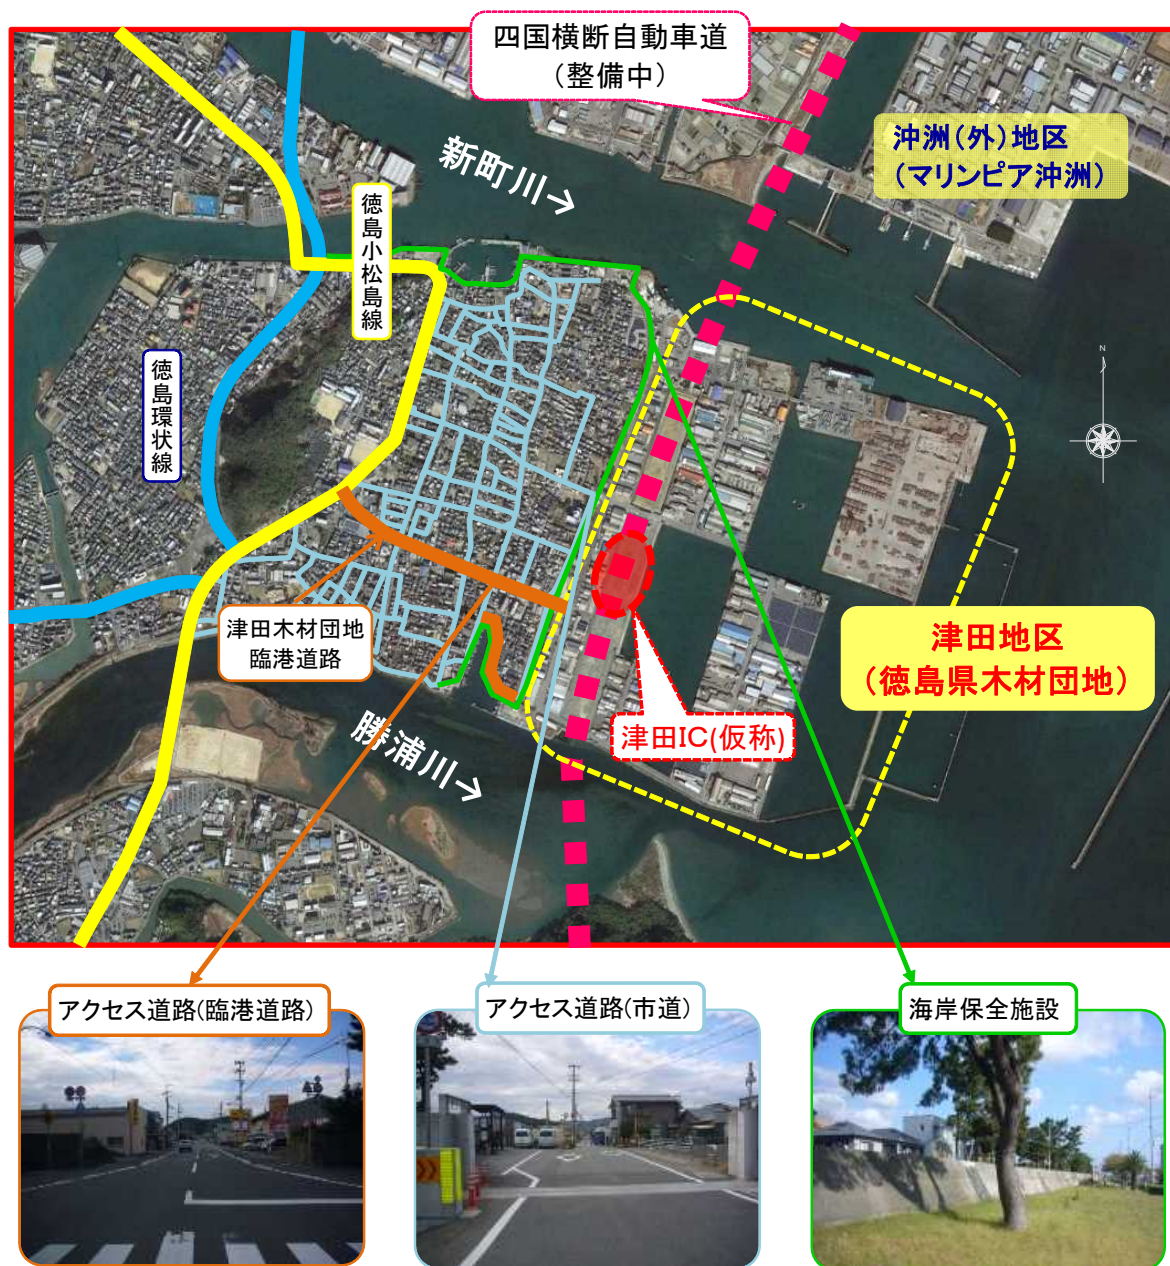 四国横断自動車道
（整備中）
沖洲（外）地区
（マリンピア沖洲）
新町川→
徳島小松島線
徳島環状線
N
津田木材団地
臨港道路
津田地区
（徳島県木材団地）
津田IC(仮称)
勝浦川→
アクセス道路(臨港道路)
アクセス道路(市道)
海岸保全施設